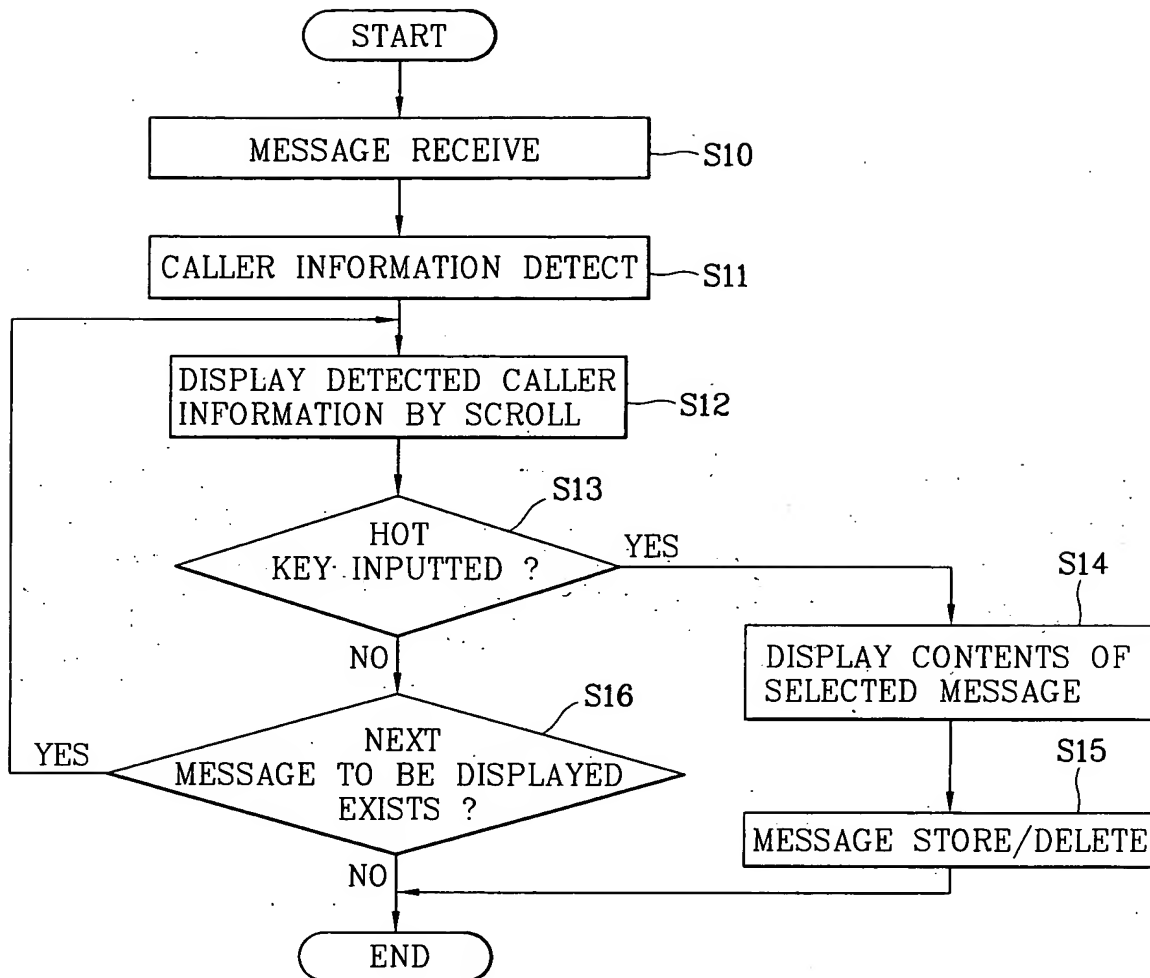 START
MESSAGE RECEIVE
S10
CALLER INFORMATION DETECT
S11
DISPLAY DETECTED CALLER
INFORMATION BY SCROLL
S12
S13
HOT
KEY INPUTTED ?
YES
NO
S14
DISPLAY CONTENTS OF
SELECTED MESSAGE
S16
NEXT
MESSAGE TO BE DISPLAYED
EXISTS ?
YES
NO
S15
MESSAGE STORE/DELETE
END